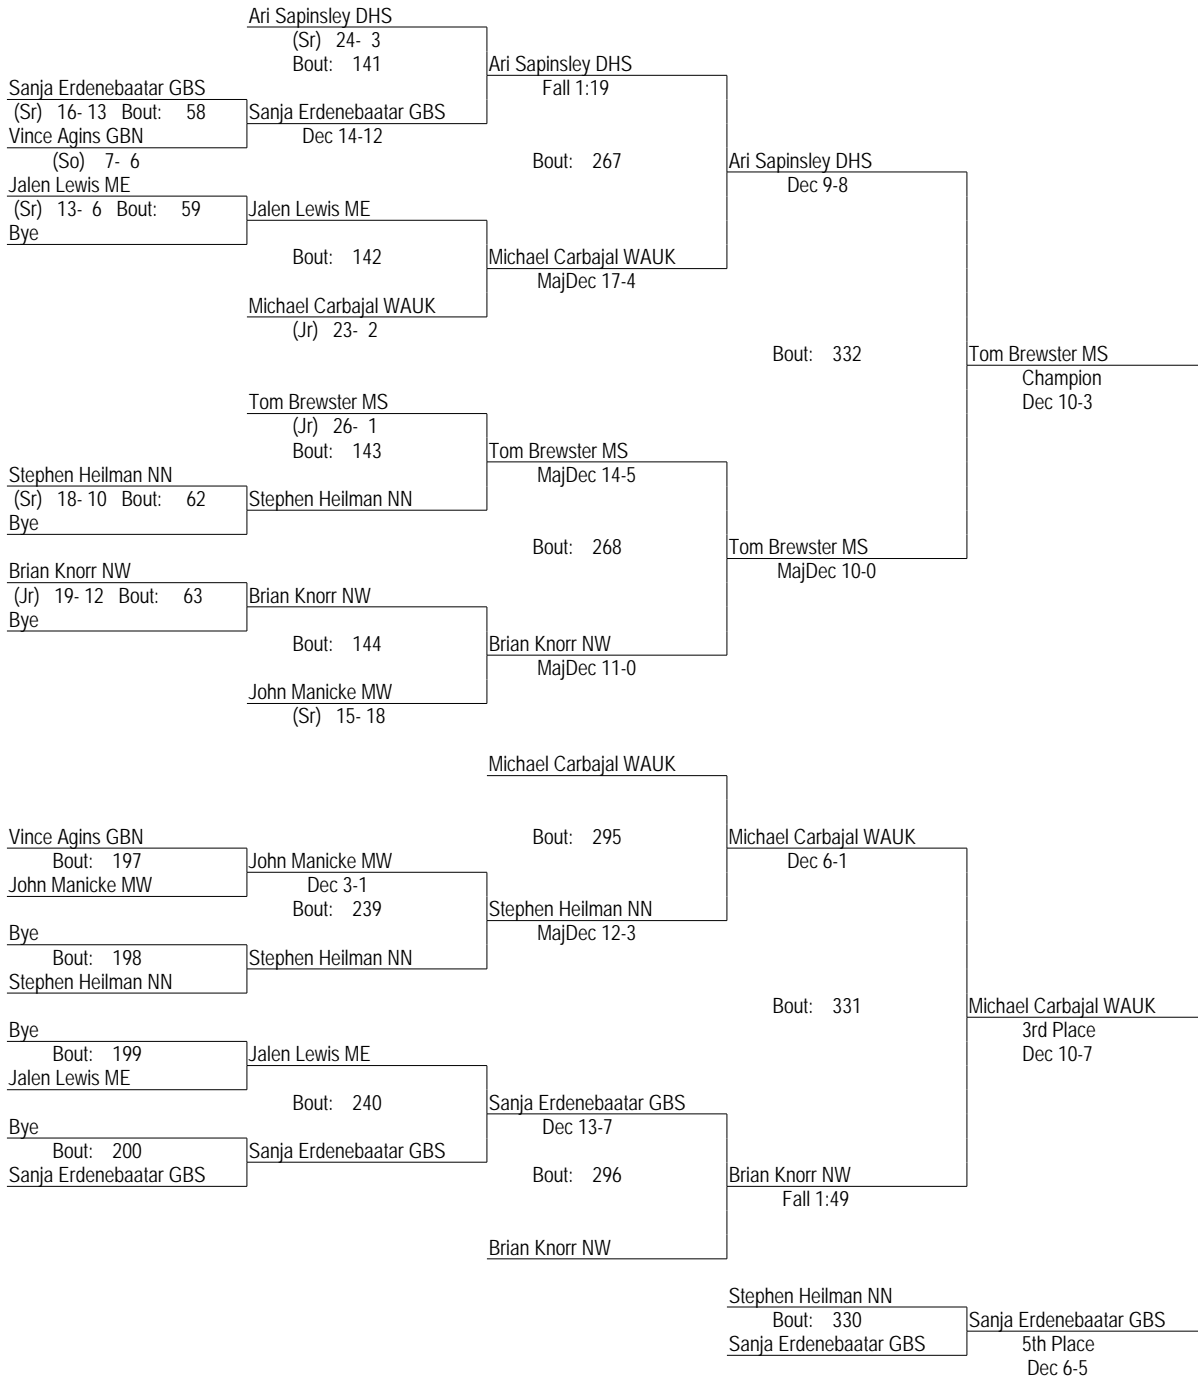 Ari Sapinsley DHS
(Sr) 24- 3
Bout: 141
Ari Sapinsley DHS
Fall 1:19
Sanja Erdenebaatar GBS
(Sr) 16- 13 Bout: 58
Sanja Erdenebaatar GBS
Dec 14-12
Vince Agins GBN
(So) 7- 6
Bout: 267
Ari Sapinsley DHS
Dec 9-8
Jalen Lewis ME
(Sr) 13- 6 Bout: 59
Jalen Lewis ME
Bye
Bout: 142
Michael Carbajal WAUK
MajDec 17-4
Michael Carbajal WAUK
(Jr) 23- 2
Bout: 332
Tom Brewster MS
Champion
Dec 10-3
Tom Brewster MS
(Jr) 26- 1
Bout: 143
Tom Brewster MS
MajDec 14-5
Stephen Heilman NN
(Sr) 18- 10 Bout: 62
Stephen Heilman NN
Bye
Bout: 268
Tom Brewster MS
MajDec 10-0
Brian Knorr NW
(Jr) 19- 12 Bout: 63
Brian Knorr NW
Bye
Bout: 144
Brian Knorr NW
MajDec 11-0
John Manicke MW
(Sr) 15- 18
Michael Carbajal WAUK
Bout: 295
Michael Carbajal WAUK
Dec 6-1
Vince Agins GBN
Bout: 197
John Manicke MW
John Manicke MW
Dec 3-1
Bout: 239
Stephen Heilman NN
MajDec 12-3
Bye
Bout: 198
Stephen Heilman NN
Stephen Heilman NN
Bout: 331
Michael Carbajal WAUK
3rd Place
Dec 10-7
Bye
Bout: 199
Jalen Lewis ME
Jalen Lewis ME
Bout: 240
Sanja Erdenebaatar GBS
Dec 13-7
Bye
Bout: 200
Sanja Erdenebaatar GBS
Sanja Erdenebaatar GBS
Bout: 296
Brian Knorr NW
Fall 1:49
Brian Knorr NW
Stephen Heilman NN
Bout: 330
Sanja Erdenebaatar GBS
Sanja Erdenebaatar GBS
5th Place
Dec 6-5